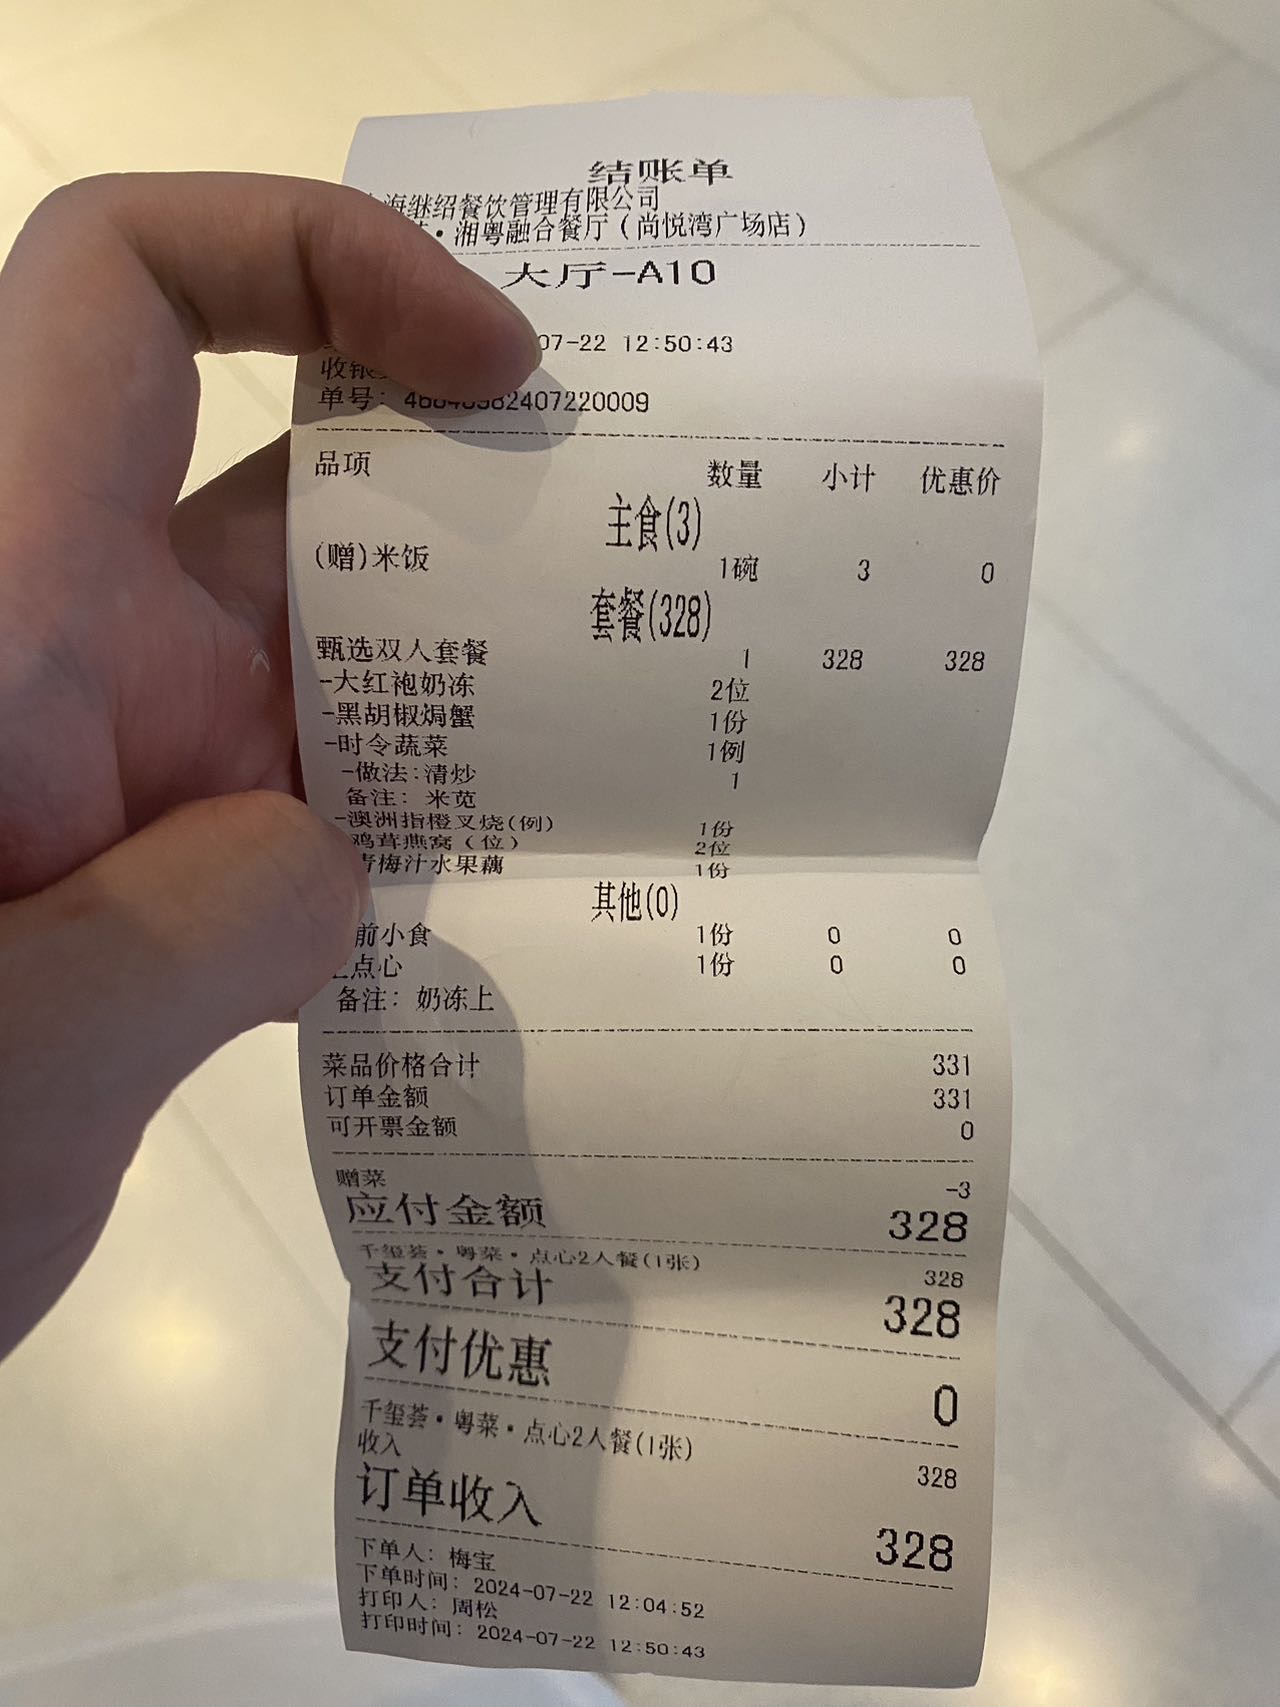 结账单
海继绍餐饮管理有限公司
·湘粤融合餐厅（尚悦湾广场店）
大厅-A10
07-22 12:50:43
收银
单号: 2407220009
品项 数量 小计 优惠价
主食(3)
(赠)米饭 1碗 3 0
套餐(328)
甄选双人套餐 1 328 328
-大红袍奶冻 2位
-黑胡椒焗蟹 1份
-时令蔬菜 1例
-做法:清炒 1
备注: 米苋
-澳洲指橙叉烧(例) 1份
鸡茸燕窝(位) 2位
青梅汁水果藕 1份
其他(0)
前小食 1份 0 0
点心 1份 0 0
备注: 奶冻上
菜品价格合计 331
订单金额 331
可开票金额 0
赠菜 -3
应付金额 328
千玺荟·粤菜·点心2人餐(1张) 328
支付合计 328
支付优惠 0
千玺荟·粤菜·点心2人餐(1张)
收入 328
订单收入 328
下单人: 梅宝
下单时间: 2024-07-22 12:04:52
打印人: 周松
打印时间: 2024-07-22 12:50:43